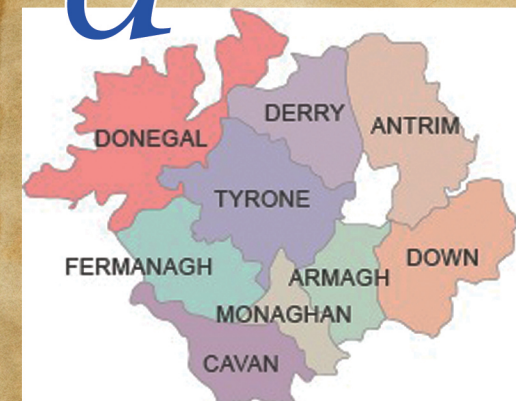 d
DERRY
ANTRIM
DONEGAL
TYRONE
DOWN
FERMANAGH
ARMAGH
MONAGHAN
CAVAN